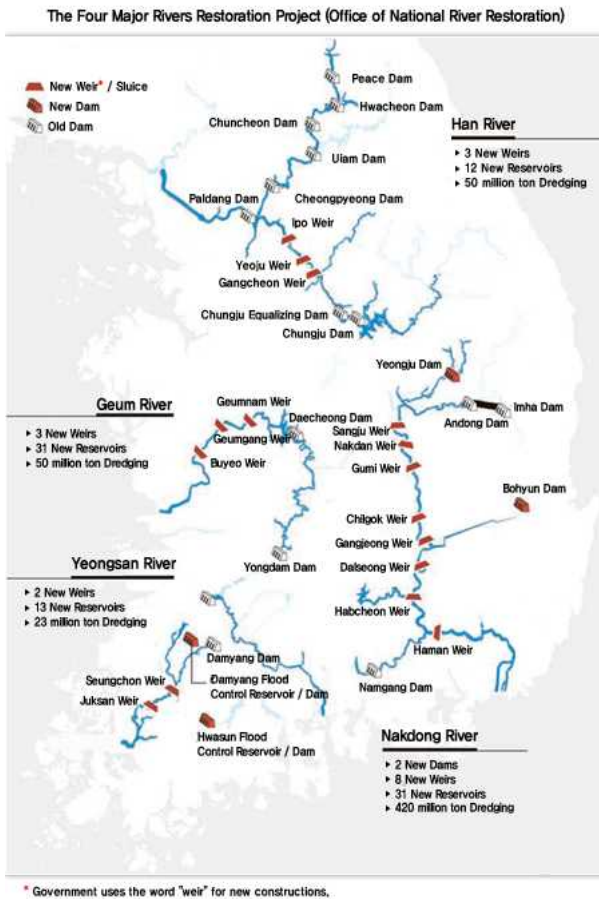 The Four Major Rivers Restoration Project (Office of National River Restoration)
New Weir* / Sluice
New Dam
Old Dam
Peace Dam
Hwacheon Dam
Chuncheon Dam
Uiam Dam
Cheongpyeong Dam
Paldang Dam
Ipo Weir
Yeoju Weir
Gangcheon Weir
Chungju Equalizing Dam
Chungju Dam
Han River
▸ 3 New Weirs
▸ 12 New Reservoirs
▸ 50 million ton Dredging
Yeongju Dam
Imha Dam
Andong Dam
Geum River
▸ 3 New Weirs
▸ 31 New Reservoirs
▸ 50 million ton Dredging
Geumnam Weir
Daecheong Dam
Geumgang Weir
Buyeo Weir
Yongdam Dam
Sangju Weir
Nakdan Weir
Gumi Weir
Bohyun Dam
Chilgok Weir
Gangjeong Weir
Dalseong Weir
Habcheon Weir
Haman Weir
Namgang Dam
Yeongsan River
▸ 2 New Weirs
▸ 13 New Reservoirs
▸ 23 million ton Dredging
Damyang Dam
Damyang Flood
Control Reservoir / Dam
Seungchon Weir
Juksan Weir
Hwasun Flood
Control Reservoir / Dam
Nakdong River
▸ 2 New Dams
▸ 8 New Weirs
▸ 31 New Reservoirs
▸ 420 million ton Dredging
* Government uses the word "weir" for new constructions,